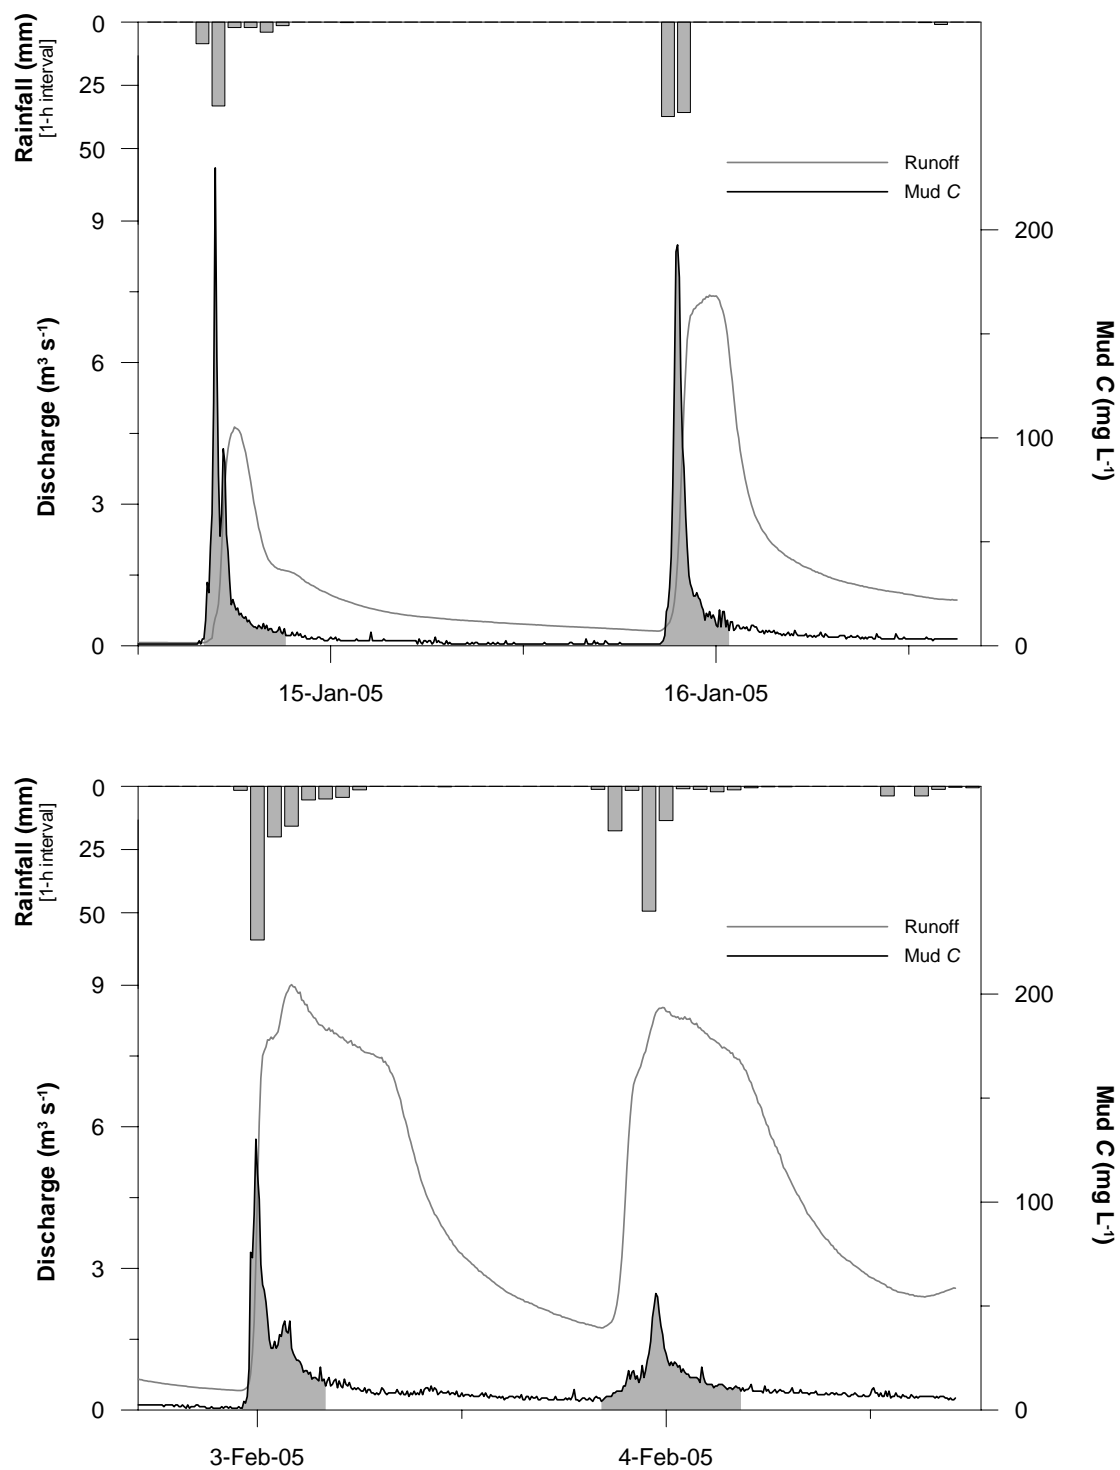 Rainfall (mm)
[1-h interval]
0
25
50
Runoff
Mud C
9
6
3
0
Discharge (m³ s⁻¹)
200
100
0
Mud C (mg L⁻¹)
15-Jan-05
16-Jan-05
Rainfall (mm)
[1-h interval]
0
25
50
Runoff
Mud C
9
6
3
0
Discharge (m³ s⁻¹)
200
100
0
Mud C (mg L⁻¹)
3-Feb-05
4-Feb-05